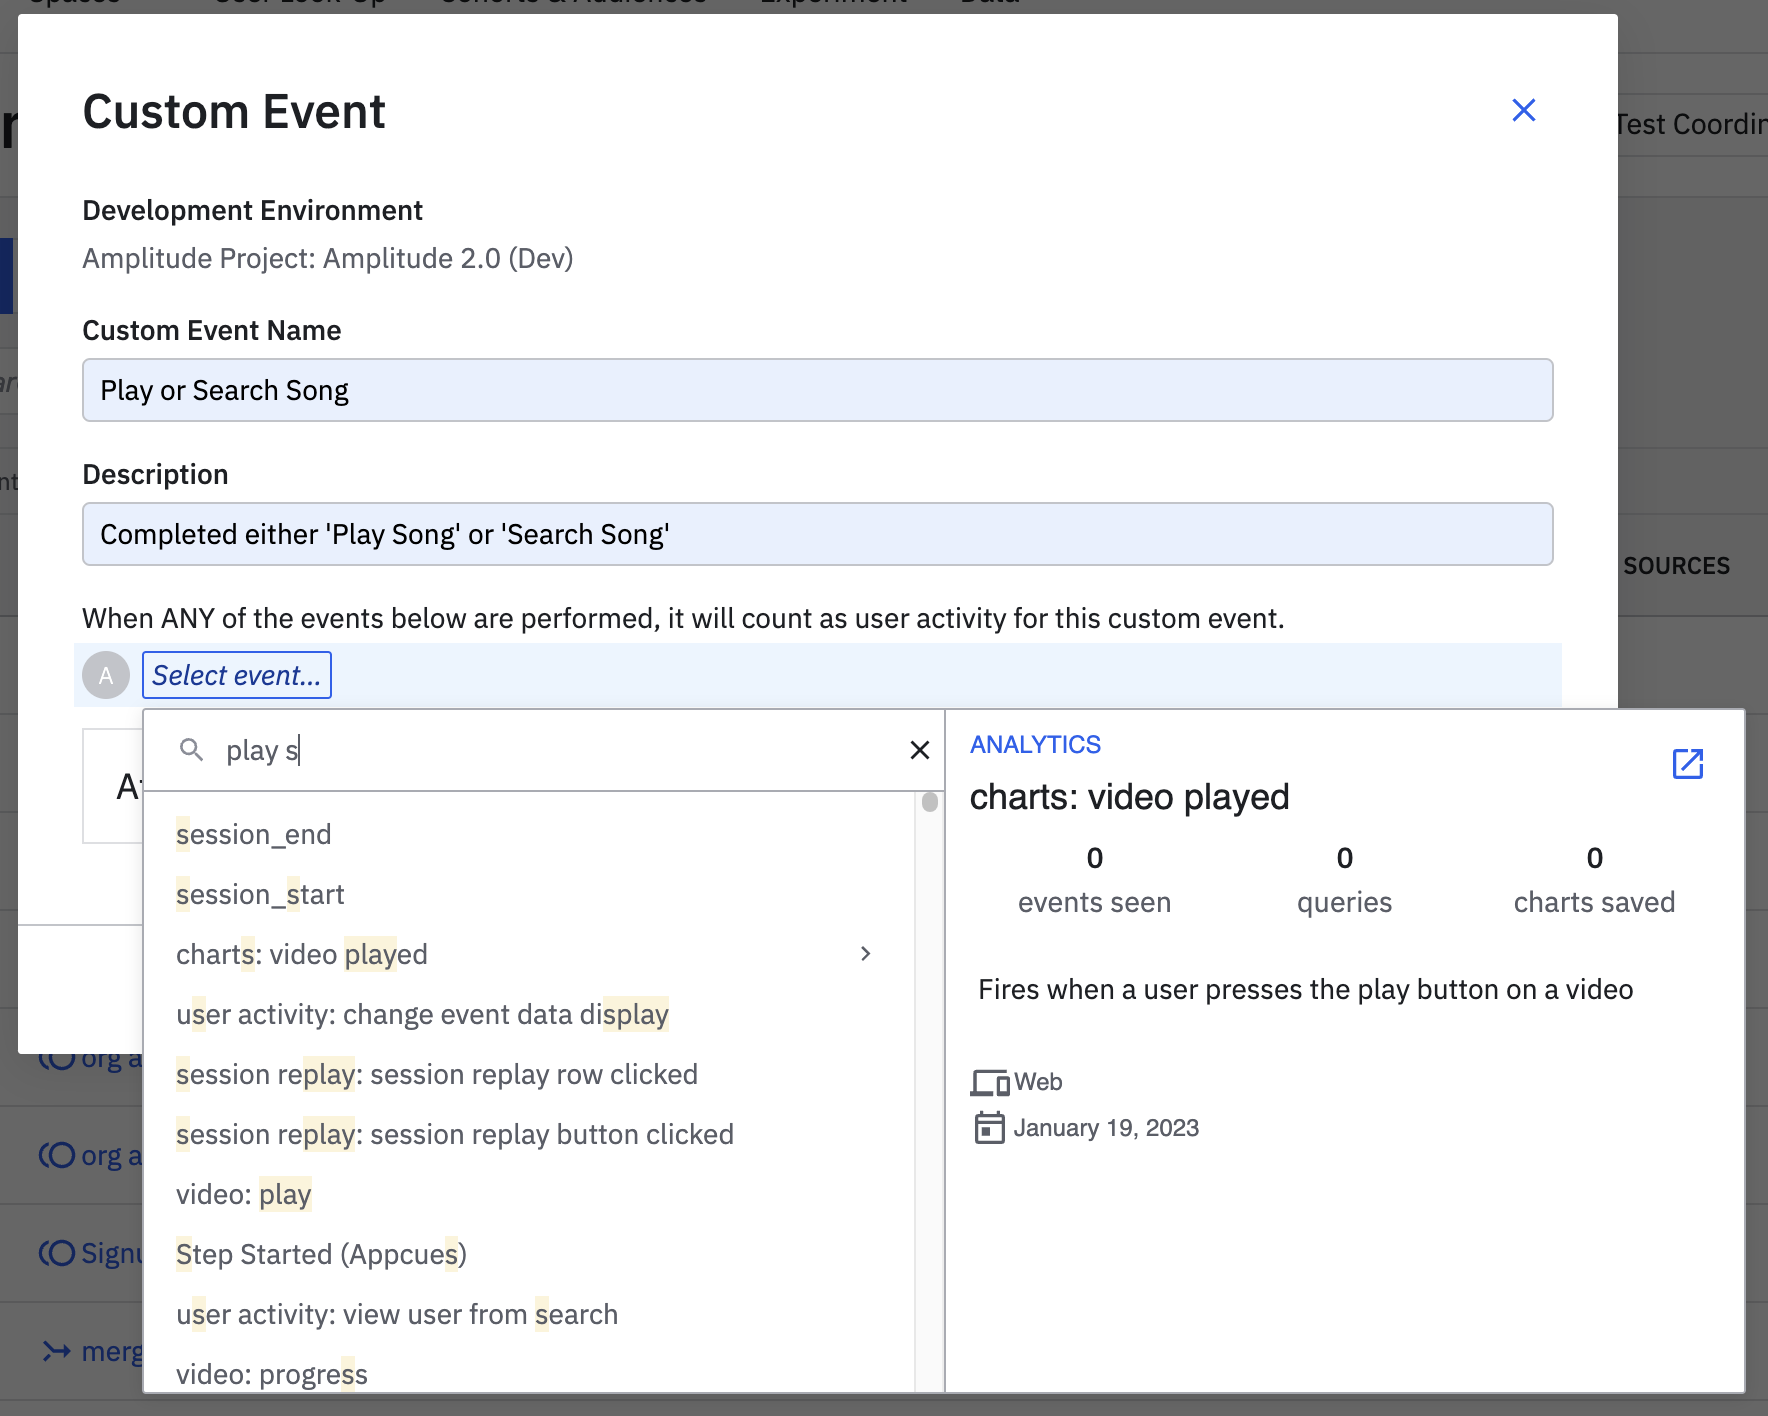 Data
Custom Event
Test Coordin
Development Environment
Amplitude Project: Amplitude 2.0 (Dev)
Custom Event Name
Play or Search Song
Description
Completed either 'Play Song' or 'Search Song'
SOURCES
When ANY of the events below are performed, it will count as user activity for this custom event.
A Select event...
play s
session_end
session_start
charts: video played
user activity: change event data display
session replay: session replay row clicked
session replay: session replay button clicked
video: play
Step Started (Appcues)
user activity: view user from search
video: progress
ANALYTICS
charts: video played
0 0 0
events seen queries charts saved
Fires when a user presses the play button on a video
Web
January 19, 2023
org a
org a
Signu
merg